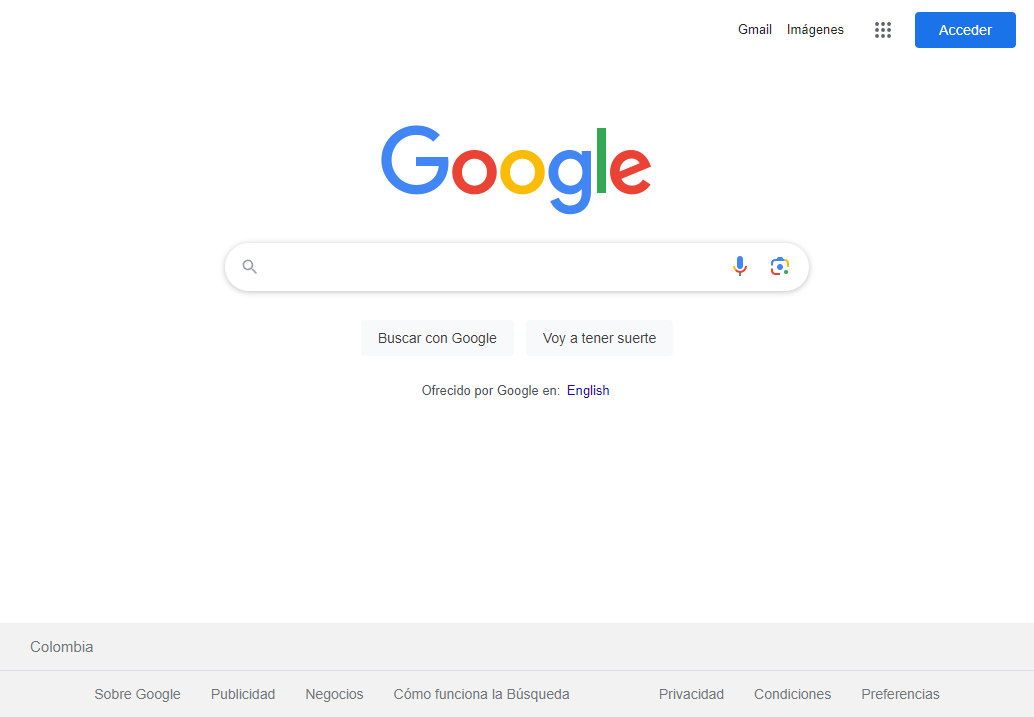 Gmail Imágenes Acceder
Google
Buscar con Google Voy a tener suerte
Ofrecido por Google en: English
Colombia
Sobre Google Publicidad Negocios Cómo funciona la Búsqueda Privacidad Condiciones Preferencias